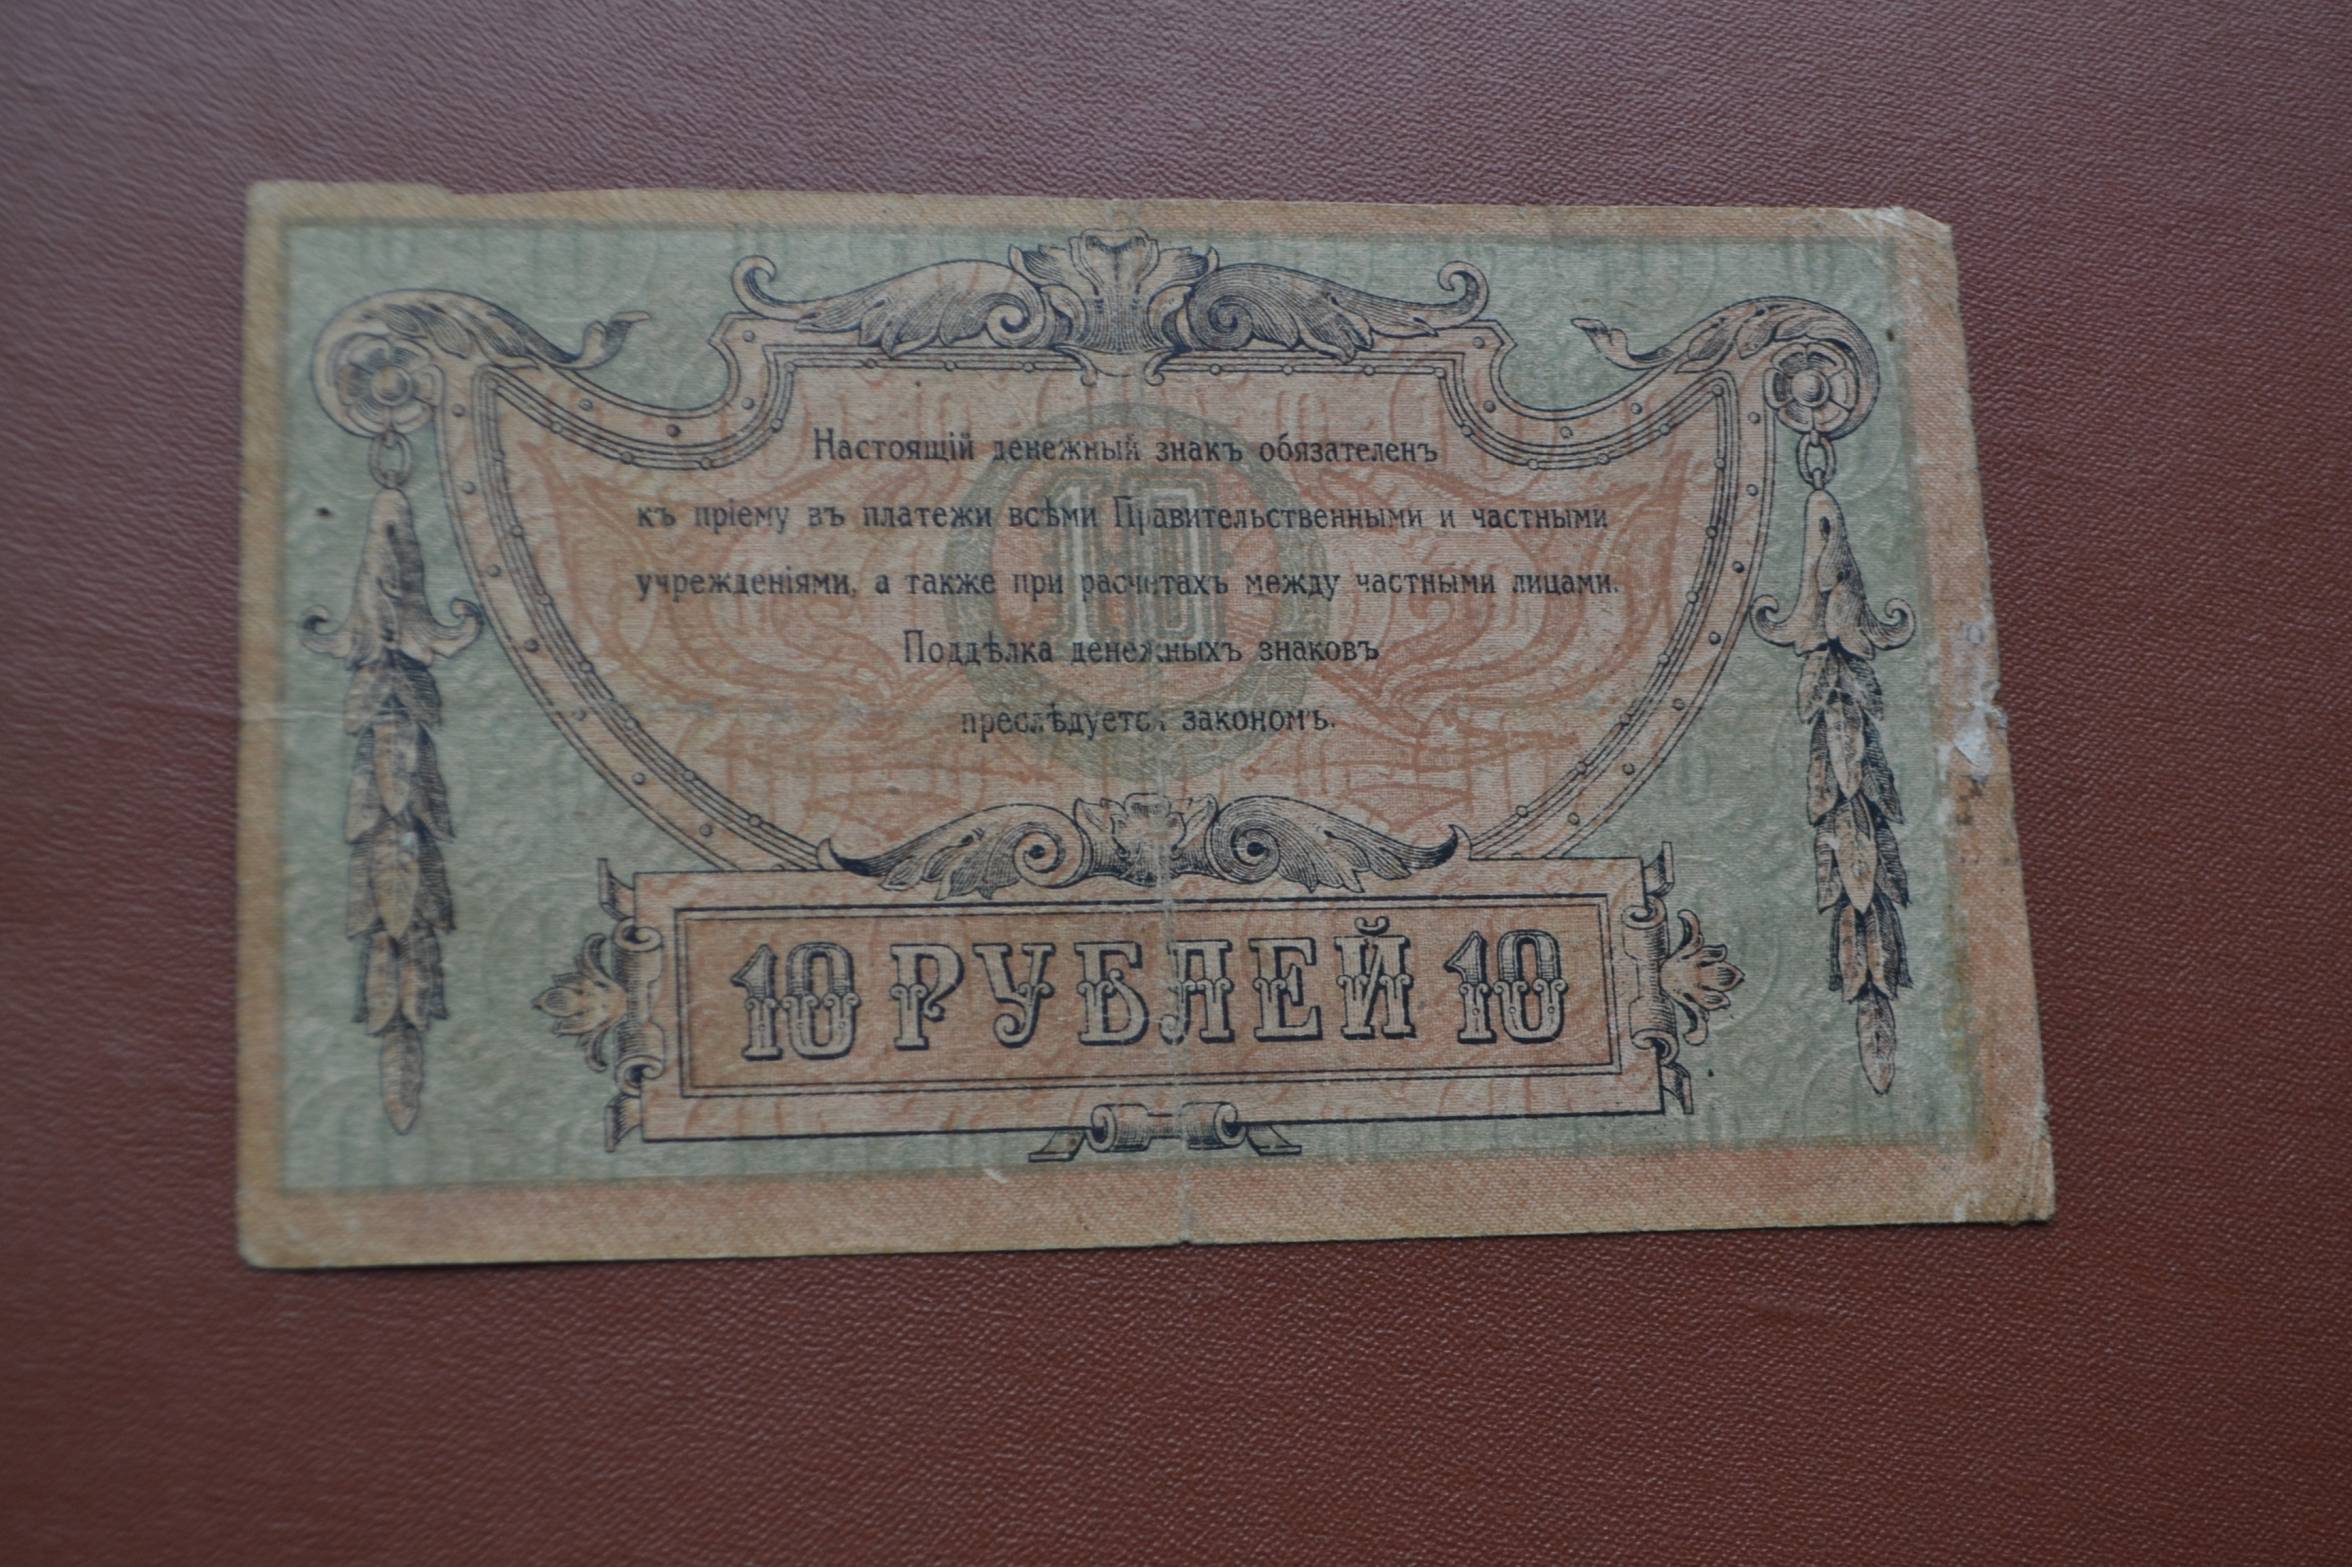 Настоящій денежный знакъ обязателенъ
къ пріему въ платежи всѣми Правительственными и частными
учрежденіями, а также при расчетахъ между частными лицами.
Поддѣлка денежныхъ знаковъ
преслѣдуется закономъ.
10
10 РУБЛЕЙ 10